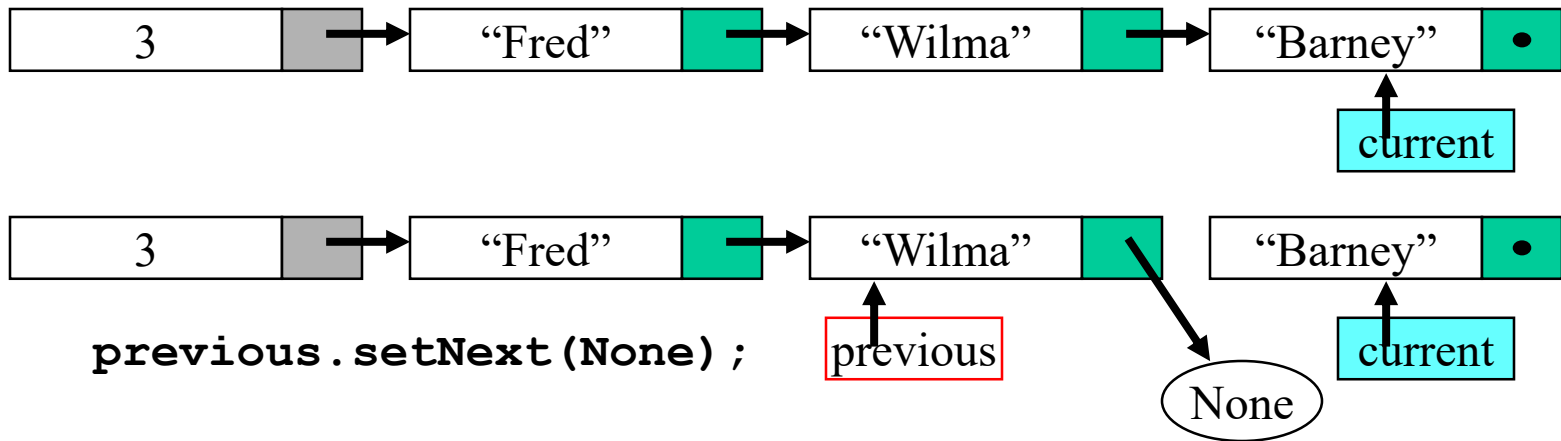 3 “Fred” “Wilma” “Barney”
current
3 “Fred” “Wilma” “Barney”
previous.setNext(None); previous current
None